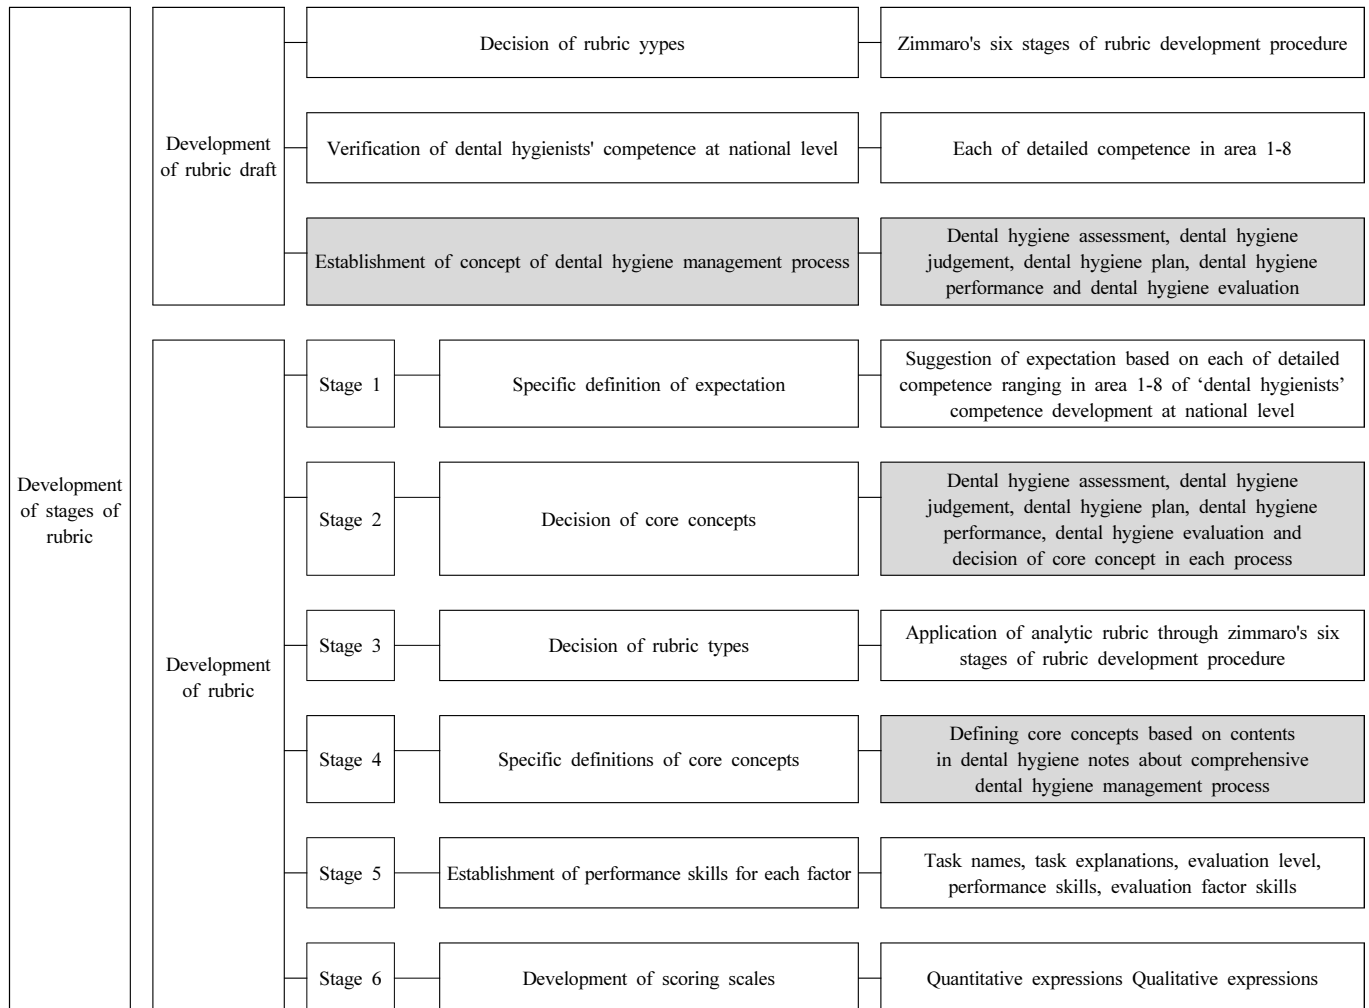 Decision of rubric yypes
Zimmaro's six stages of rubric development procedure
Development
of rubric draft
Verification of dental hygienists' competence at national level
Each of detailed competence in area 1-8
Establishment of concept of dental hygiene management process
Dental hygiene assessment, dental hygiene
judgement, dental hygiene plan, dental hygiene
performance and dental hygiene evaluation
Development
of stages of
rubric
Development
of rubric
Stage 1
Specific definition of expectation
Suggestion of expectation based on each of detailed
competence ranging in area 1-8 of ‘dental hygienists’
competence development at national level
Stage 2
Decision of core concepts
Dental hygiene assessment, dental hygiene
judgement, dental hygiene plan, dental hygiene
performance, dental hygiene evaluation and
decision of core concept in each process
Stage 3
Decision of rubric types
Application of analytic rubric through zimmaro's six
stages of rubric development procedure
Stage 4
Specific definitions of core concepts
Defining core concepts based on contents
in dental hygiene notes about comprehensive
dental hygiene management process
Stage 5
Establishment of performance skills for each factor
Task names, task explanations, evaluation level,
performance skills, evaluation factor skills
Stage 6
Development of scoring scales
Quantitative expressions Qualitative expressions